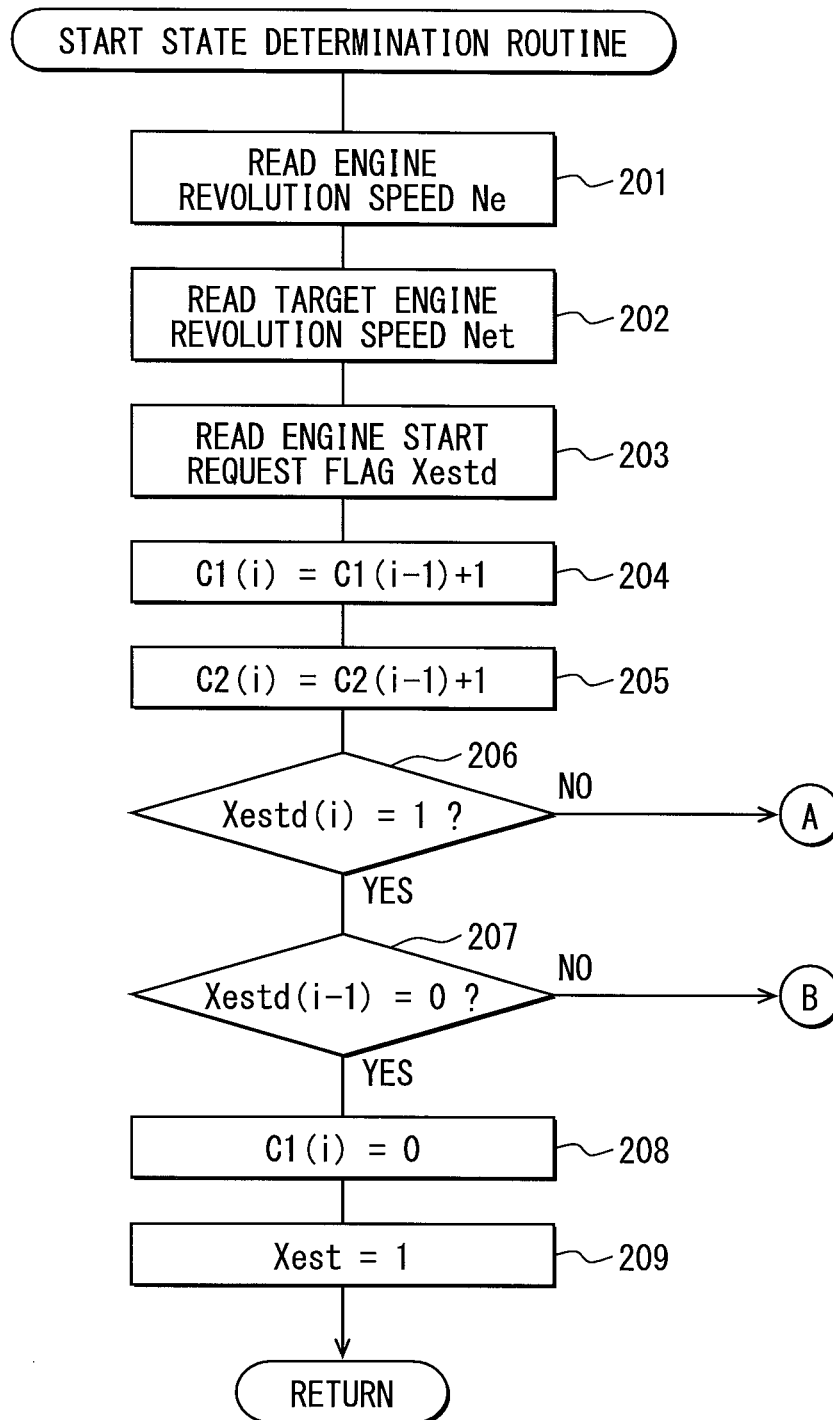 START STATE DETERMINATION ROUTINE
READ ENGINE
REVOLUTION SPEED Ne
201
READ TARGET ENGINE
REVOLUTION SPEED Net
202
READ ENGINE START
REQUEST FLAG Xestd
203
C1(i) = C1(i-1)+1
204
C2(i) = C2(i-1)+1
205
206
Xestd(i) = 1 ?
NO
A
YES
207
Xestd(i-1) = 0 ?
NO
B
YES
C1(i) = 0
208
Xest = 1
209
RETURN